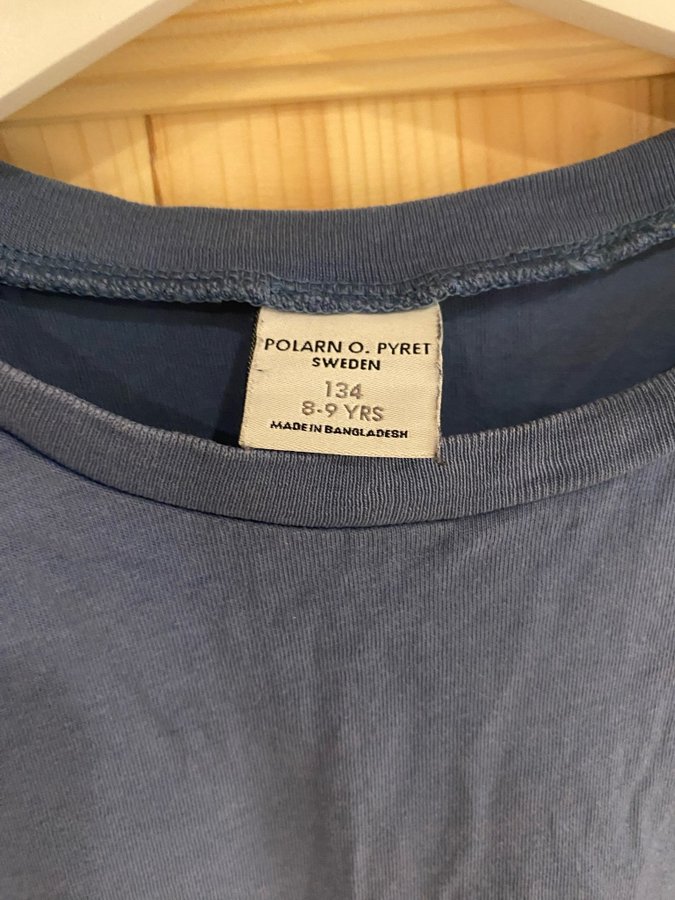 POLARN O. PYRET
SWEDEN
134
8-9 YRS
MADE IN BANGLADESH